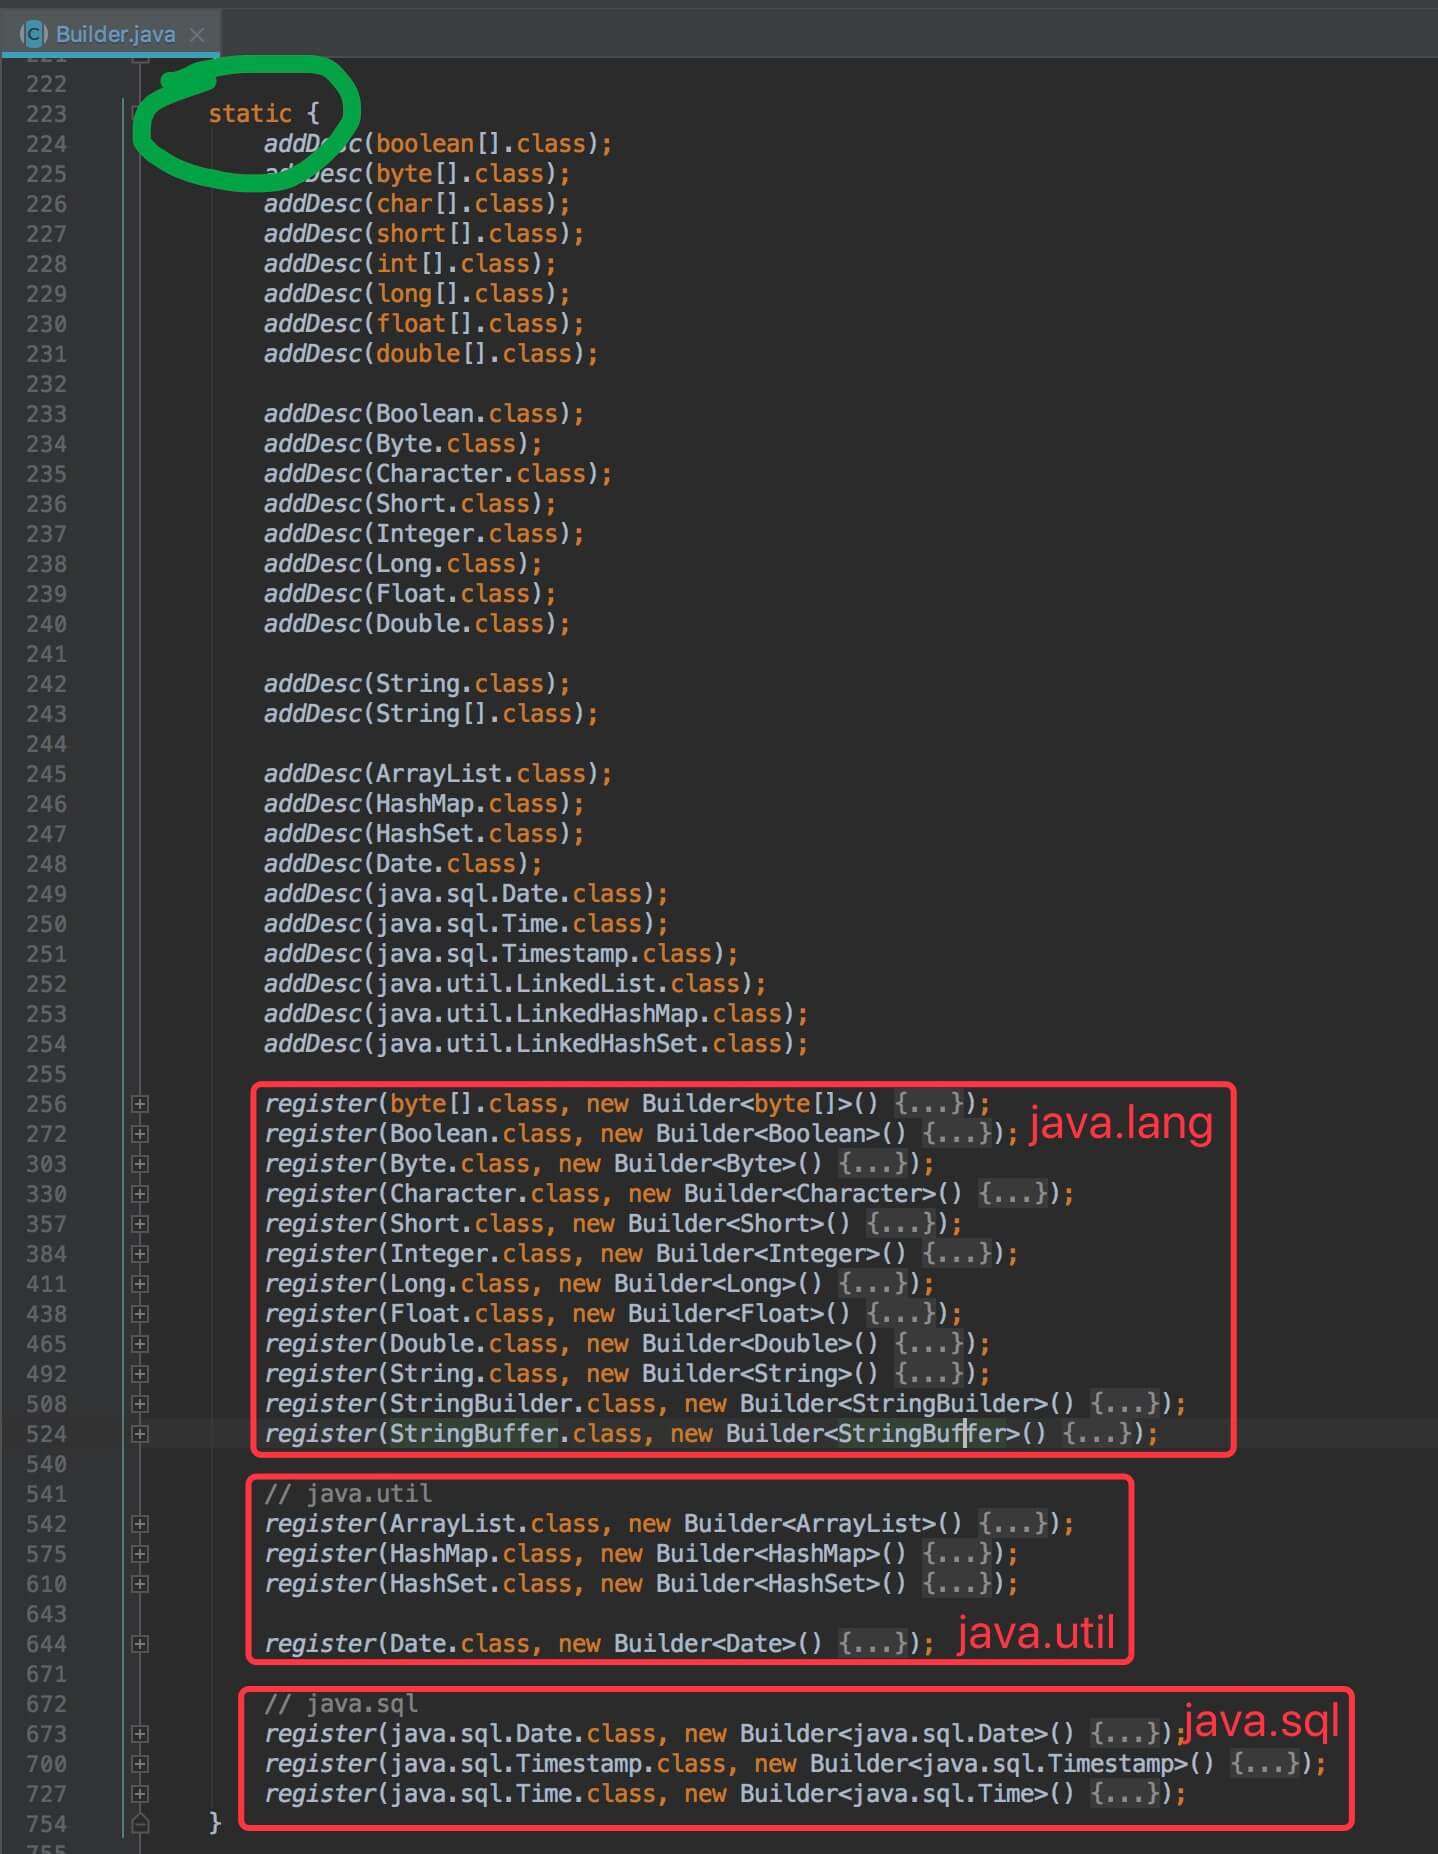 Builder.java
222
223 static {
224 addDesc(boolean[].class);
225 addDesc(byte[].class);
226 addDesc(char[].class);
227 addDesc(short[].class);
228 addDesc(int[].class);
229 addDesc(long[].class);
230 addDesc(float[].class);
231 addDesc(double[].class);
232
233 addDesc(Boolean.class);
234 addDesc(Byte.class);
235 addDesc(Character.class);
236 addDesc(Short.class);
237 addDesc(Integer.class);
238 addDesc(Long.class);
239 addDesc(Float.class);
240 addDesc(Double.class);
241
242 addDesc(String.class);
243 addDesc(String[].class);
244
245 addDesc(ArrayList.class);
246 addDesc(HashMap.class);
247 addDesc(HashSet.class);
248 addDesc(Date.class);
249 addDesc(java.sql.Date.class);
250 addDesc(java.sql.Time.class);
251 addDesc(java.sql.Timestamp.class);
252 addDesc(java.util.LinkedList.class);
253 addDesc(java.util.LinkedHashMap.class);
254 addDesc(java.util.LinkedHashSet.class);
255
256 register(byte[].class, new Builder<byte[]>() {...});
272 register(Boolean.class, new Builder<Boolean>() {...}); java.lang
303 register(Byte.class, new Builder<Byte>() {...});
330 register(Character.class, new Builder<Character>() {...});
357 register(Short.class, new Builder<Short>() {...});
384 register(Integer.class, new Builder<Integer>() {...});
411 register(Long.class, new Builder<Long>() {...});
438 register(Float.class, new Builder<Float>() {...});
465 register(Double.class, new Builder<Double>() {...});
492 register(String.class, new Builder<String>() {...});
508 register(StringBuilder.class, new Builder<StringBuilder>() {...});
524 register(StringBuffer.class, new Builder<StringBuffer>() {...});
540
541 // java.util
542 register(ArrayList.class, new Builder<ArrayList>() {...});
575 register(HashMap.class, new Builder<HashMap>() {...});
610 register(HashSet.class, new Builder<HashSet>() {...});
643
644 register(Date.class, new Builder<Date>() {...}); java.util
671
672 // java.sql
673 register(java.sql.Date.class, new Builder<java.sql.Date>() {...}); java.sql
700 register(java.sql.Timestamp.class, new Builder<java.sql.Timestamp>() {...});
727 register(java.sql.Time.class, new Builder<java.sql.Time>() {...});
754 }